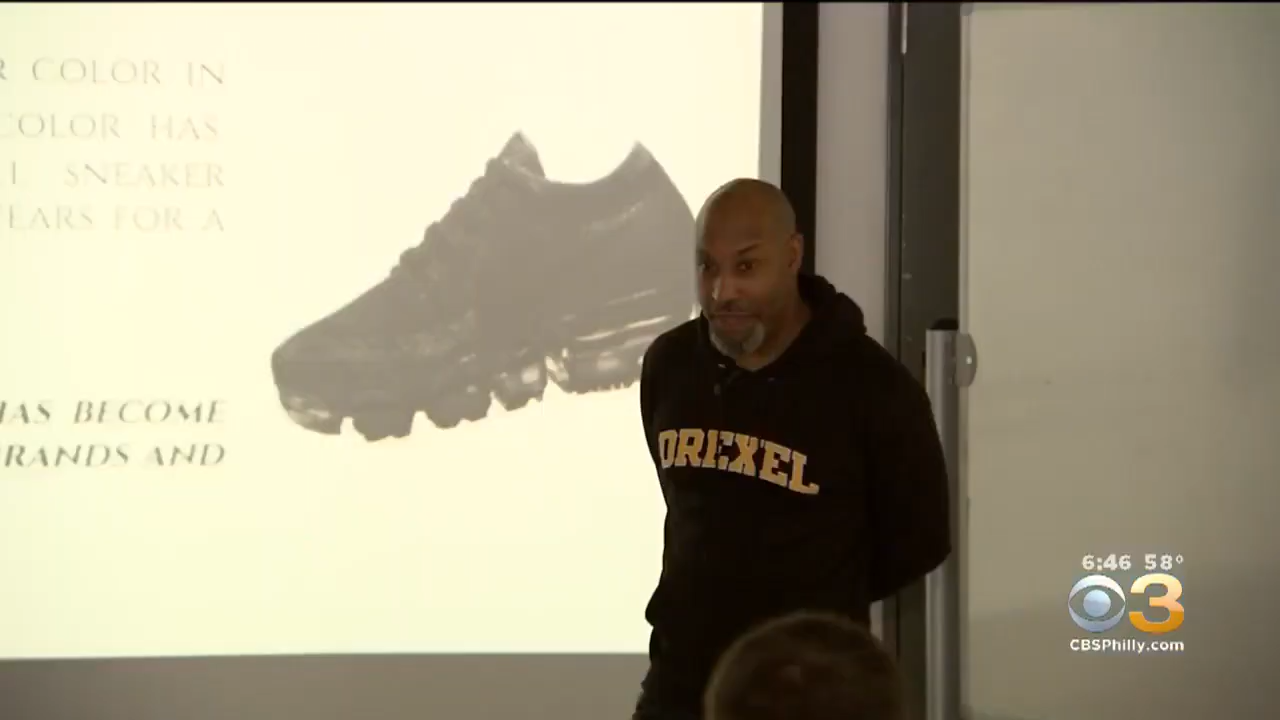 R COLOR IN
COLOR HAS
SNEAKER
EARS FOR A
HAS BECOME
RANDS AND
DREXEL
6:46 58°
3
CBSPhilly.com